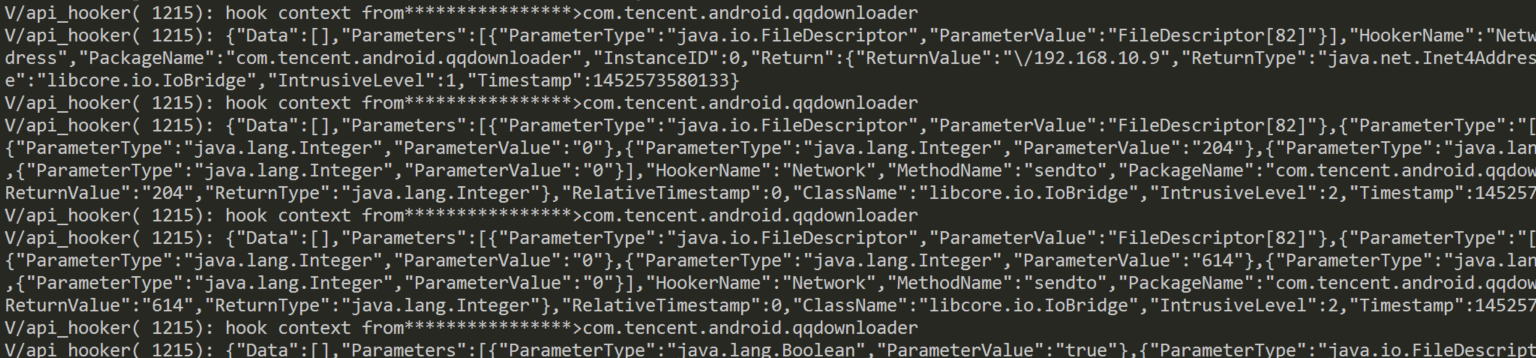 V/api_hooker( 1215): hook context from****************>com.tencent.android.qqdownloader
V/api_hooker( 1215): {"Data":[],"Parameters":[{"ParameterType":"java.io.FileDescriptor","ParameterValue":"FileDescriptor[82]"}],"HookerName":"Netw
dress","PackageName":"com.tencent.android.qqdownloader","InstanceID":0,"Return":{"ReturnValue":"\/192.168.10.9","ReturnType":"java.net.Inet4Addres
e":"libcore.io.IoBridge","IntrusiveLevel":1,"Timestamp":1452573580133}
V/api_hooker( 1215): hook context from****************>com.tencent.android.qqdownloader
V/api_hooker( 1215): {"Data":[],"Parameters":[{"ParameterType":"java.io.FileDescriptor","ParameterValue":"FileDescriptor[82]"},{"ParameterType":"[
{"ParameterType":"java.lang.Integer","ParameterValue":"0"},{"ParameterType":"java.lang.Integer","ParameterValue":"204"},{"ParameterType":"java.lan
,{"ParameterType":"java.lang.Integer","ParameterValue":"0"}],"HookerName":"Network","MethodName":"sendto","PackageName":"com.tencent.android.qqdow
ReturnValue":"204","ReturnType":"java.lang.Integer"},"RelativeTimestamp":0,"ClassName":"libcore.io.IoBridge","IntrusiveLevel":2,"Timestamp":145257
V/api_hooker( 1215): hook context from****************>com.tencent.android.qqdownloader
V/api_hooker( 1215): {"Data":[],"Parameters":[{"ParameterType":"java.io.FileDescriptor","ParameterValue":"FileDescriptor[82]"},{"ParameterType":"[
{"ParameterType":"java.lang.Integer","ParameterValue":"0"},{"ParameterType":"java.lang.Integer","ParameterValue":"614"},{"ParameterType":"java.lan
,{"ParameterType":"java.lang.Integer","ParameterValue":"0"}],"HookerName":"Network","MethodName":"sendto","PackageName":"com.tencent.android.qqdow
ReturnValue":"614","ReturnType":"java.lang.Integer"},"RelativeTimestamp":0,"ClassName":"libcore.io.IoBridge","IntrusiveLevel":2,"Timestamp":145257
V/api_hooker( 1215): hook context from****************>com.tencent.android.qqdownloader
V/api_hooker( 1215): {"Data":[],"Parameters":[{"ParameterType":"java.lang.Boolean","ParameterValue":"true"},{"ParameterType":"java.io.FileDescrip